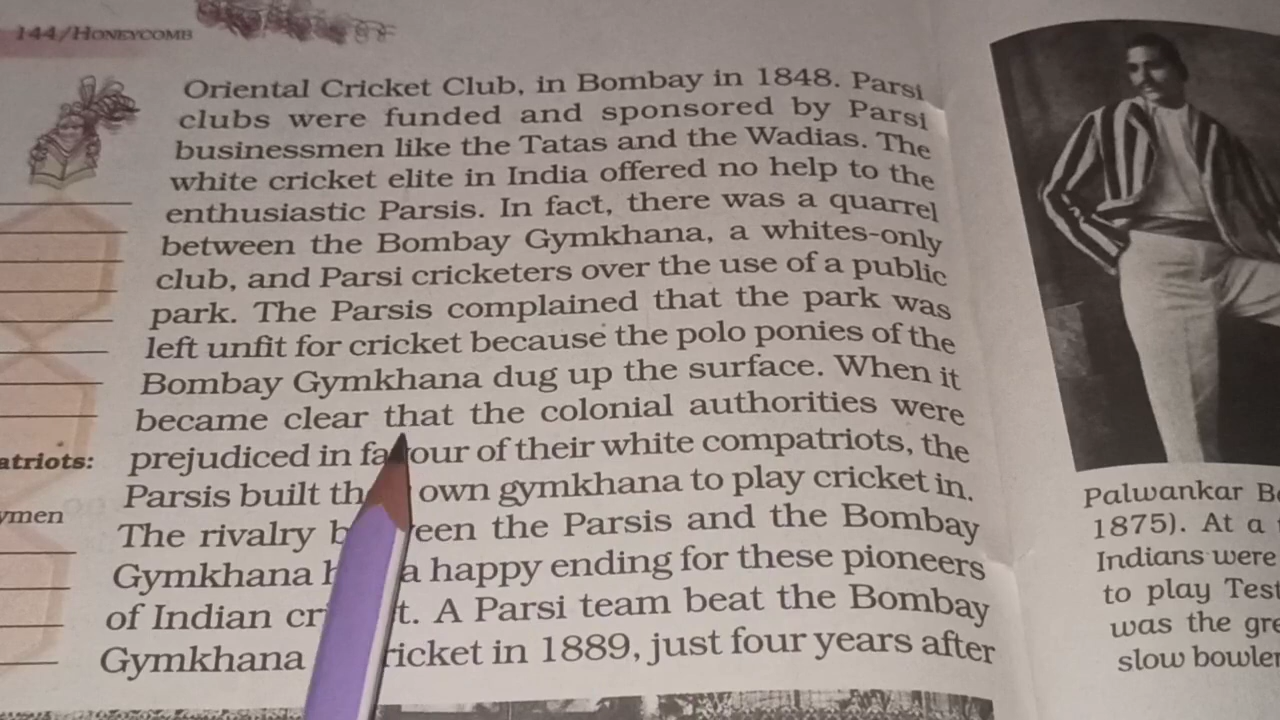 144/HONEYCOMB
Oriental Cricket Club, in Bombay in 1848. Parsi
clubs were funded and sponsored by Parsi
businessmen like the Tatas and the Wadias. The
white cricket elite in India offered no help to the
enthusiastic Parsis. In fact, there was a quarrel
between the Bombay Gymkhana, a whites-only
club, and Parsi cricketers over the use of a public
park. The Parsis complained that the park was
left unfit for cricket because the polo ponies of the
Bombay Gymkhana dug up the surface. When it
became clear that the colonial authorities were
prejudiced in favour of their white compatriots, the
Parsis built own gymkhana to play cricket in.
The rivalry the Parsis and the Bombay
Gymkhana a happy ending for these pioneers
of Indian A Parsi team beat the Bombay
Gymkhana in 1889, just four years after
atriots:
ymen
Palwankar
1875). At a
Indians were
to play Test
was the
slow bowler